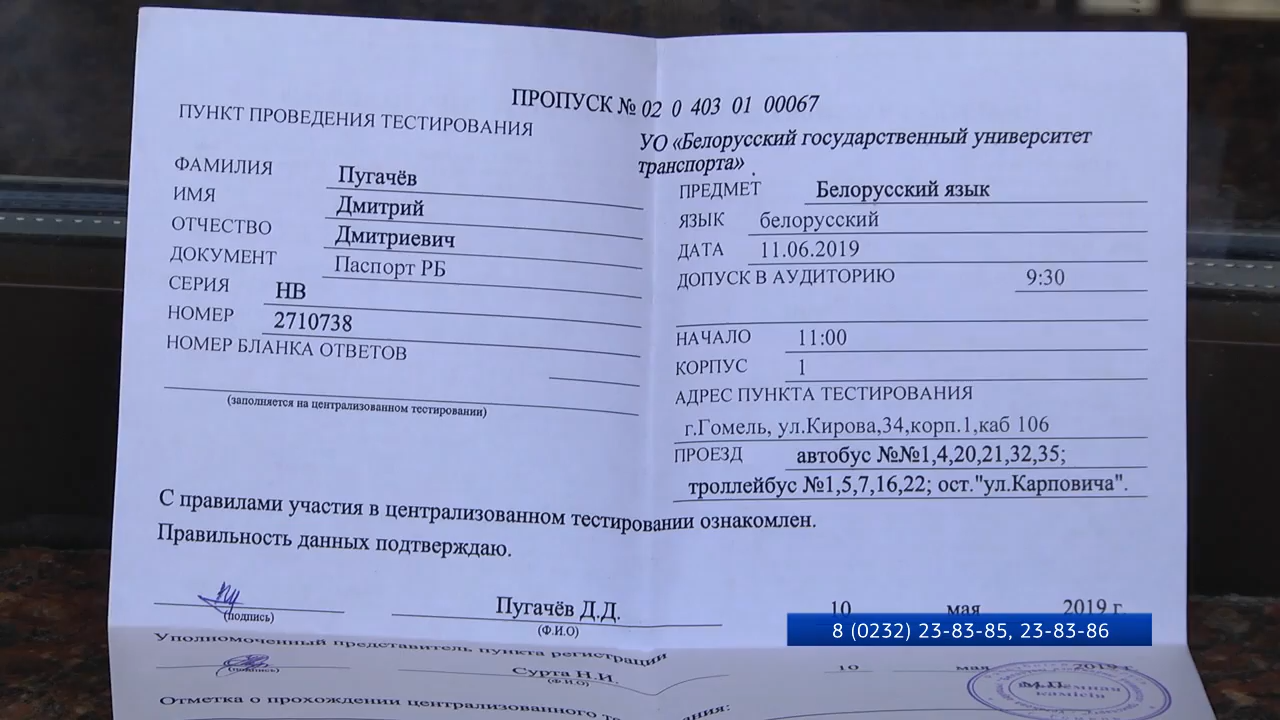 ПРОПУСК № 02 0 403 01 00067
ПУНКТ ПРОВЕДЕНИЯ ТЕСТИРОВАНИЯ
УО «Белорусский государственный университет
транспорта»
ФАМИЛИЯ Пугачёв
ИМЯ Дмитрий
ОТЧЕСТВО Дмитриевич
ДОКУМЕНТ Паспорт РБ
СЕРИЯ НВ
НОМЕР 2710738
НОМЕР БЛАНКА ОТВЕТОВ
(заполняется на централизованном тестировании)
ПРЕДМЕТ Белорусский язык
ЯЗЫК белорусский
ДАТА 11.06.2019
ДОПУСК В АУДИТОРИЮ 9:30
НАЧАЛО 11:00
КОРПУС 1
АДРЕС ПУНКТА ТЕСТИРОВАНИЯ
г.Гомель, ул.Кирова,34,корп.1,каб 106
ПРОЕЗД автобус №№1,4,20,21,32,35;
троллейбус №1,5,7,16,22; ост."ул.Карповича".
С правилами участия в централизованном тестировании ознакомлен.
Правильность данных подтверждаю.
Пугачёв Д.Д. 10 мая 2019 г.
(подпись) (Ф.И.О)
8 (0232) 23-83-85, 23-83-86
Уполномоченный представитель пункта регистрации
Сурта Н.И. 10 мая 2019 г
(подпись) (Ф.И.О) М.П.
Отметка о прохождении централизованного